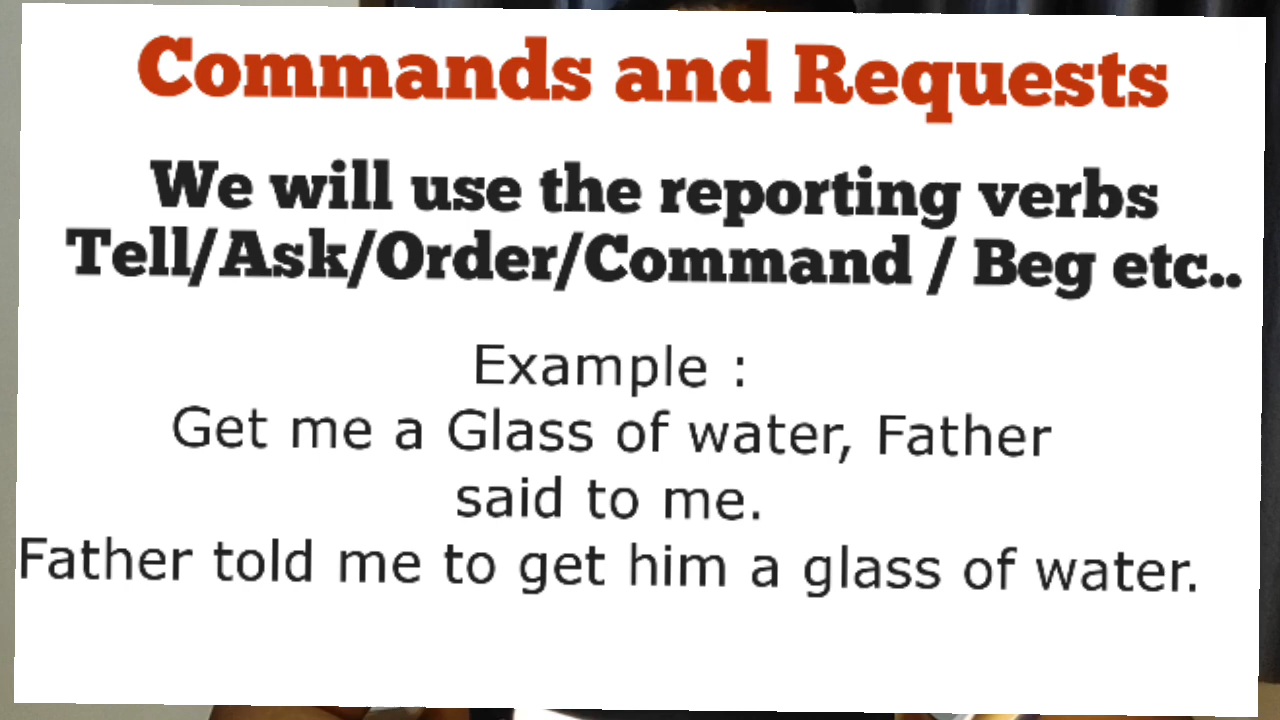 Commands and Requests
We will use the reporting verbs
Tell/Ask/Order/Command / Beg etc..
Example :
Get me a Glass of water, Father
said to me.
Father told me to get him a glass of water.